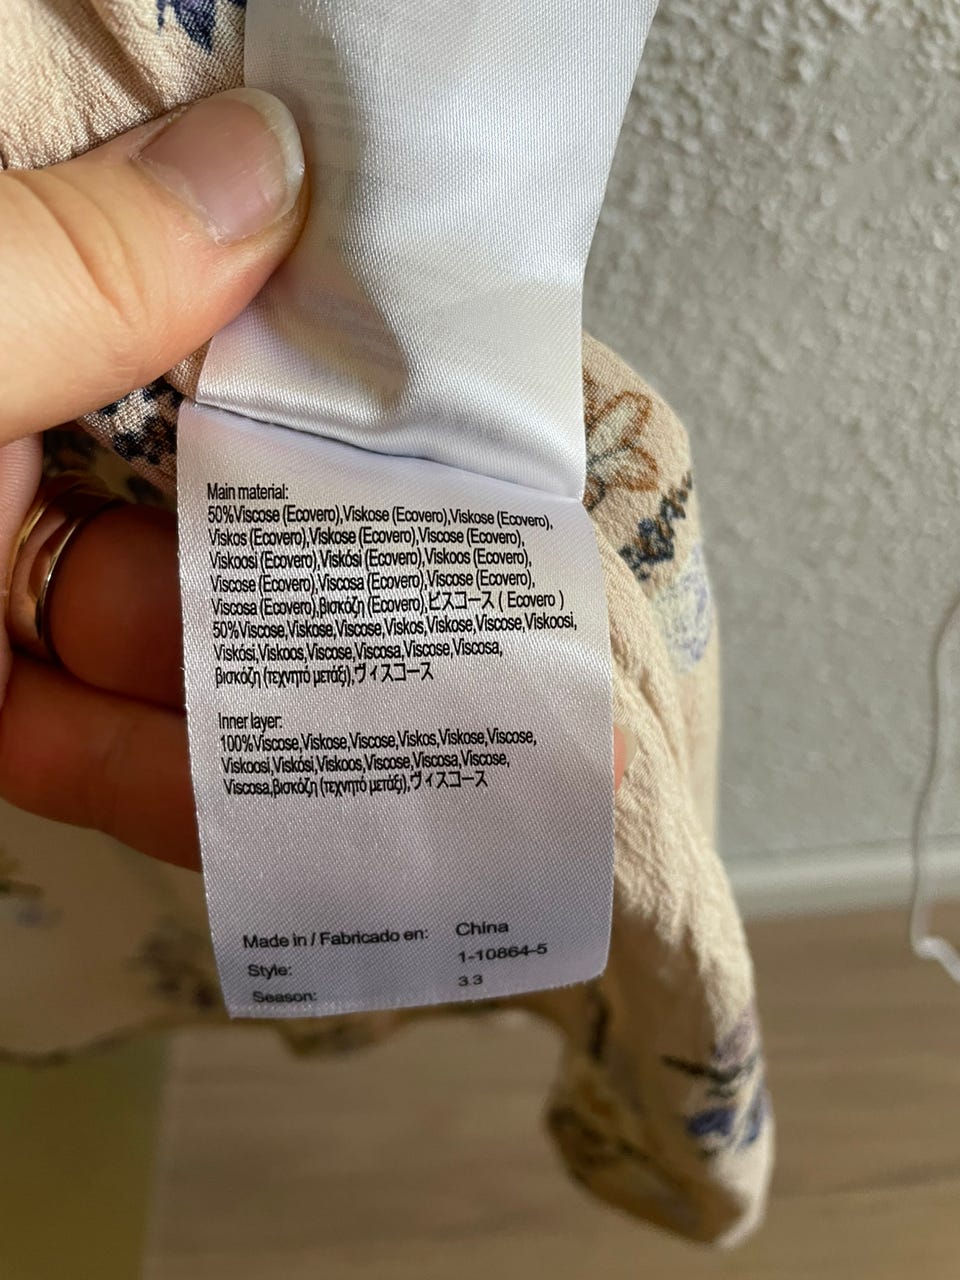 Main material:
50%Viscose (Ecovero),Viskose (Ecovero),Viskose (Ecovero),
Viskos (Ecovero),Viskose (Ecovero),Viscose (Ecovero),
Viskoosi (Ecovero),Viskósi (Ecovero),Viskoos (Ecovero),
Viscose (Ecovero),Viscosa (Ecovero),Viscose (Ecovero),
Viscosa (Ecovero),βισκόζη (Ecovero),ビスコース ( Ecovero )
50%Viscose,Viskose,Viscose,Viskos,Viskose,Viscose,Viskoosi,
Viskósi,Viskoos,Viscose,Viscosa,Viscose,Viscosa,
βισκόζη (τεχνητό μετάξι),ヴィスコース
Inner layer:
100%Viscose,Viskose,Viscose,Viskos,Viskose,Viscose,
Viskoosi,Viskósi,Viskoos,Viscose,Viscosa,Viscose,
Viscosa,βισκόζη (τεχνητό μετάξι),ヴィスコース
Made in / Fabricado en: China
Style: 1-10864-5
Season: 3.3